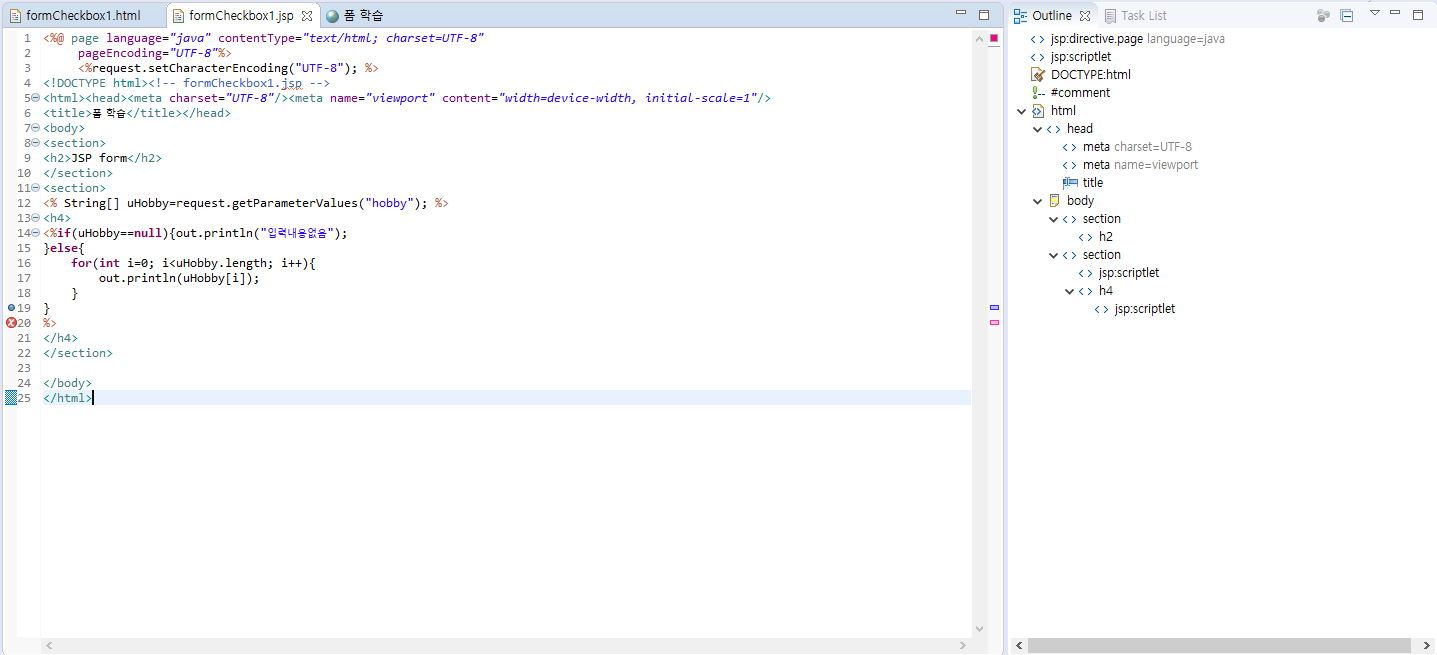 formCheckbox1.html
formCheckbox1.jsp
폼 학습
1 <%@ page language="java" contentType="text/html; charset=UTF-8"
2     pageEncoding="UTF-8"%>
3     <%request.setCharacterEncoding("UTF-8"); %>
4 <!DOCTYPE html><!-- formCheckbox1.jsp -->
5 <html><head><meta charset="UTF-8"/><meta name="viewport" content="width=device-width, initial-scale=1"/>
6 <title>폼 학습</title></head>
7 <body>
8 <section>
9 <h2>JSP form</h2>
10 </section>
11 <section>
12 <% String[] uHobby=request.getParameterValues("hobby"); %>
13 <h4>
14 <%if(uHobby==null){out.println("입력내용없음");
15 }else{
16     for(int i=0; i<uHobby.length; i++){
17         out.println(uHobby[i]);
18     }
19 }
20 %>
21 </h4>
22 </section>
23
24 </body>
25 </html>
Outline
Task List
jsp:directive.page language=java
jsp:scriptlet
DOCTYPE:html
#comment
html
head
meta charset=UTF-8
meta name=viewport
title
body
section
h2
section
jsp:scriptlet
h4
jsp:scriptlet